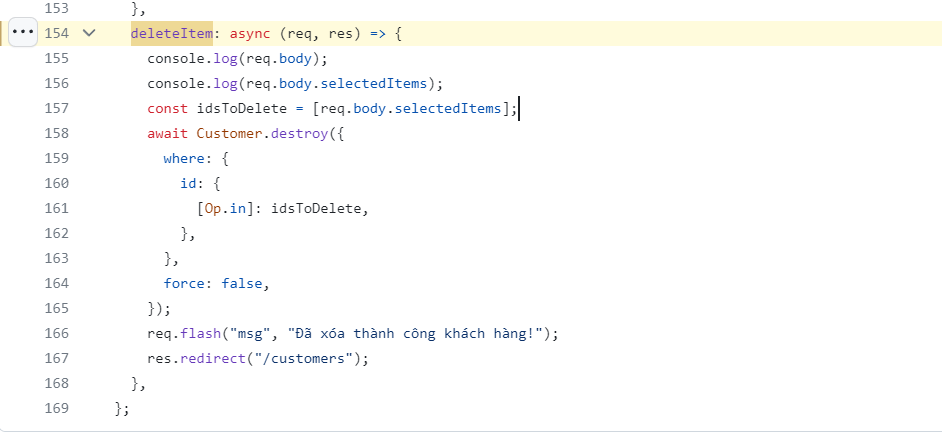 153 },
··· 154 deleteItem: async (req, res) => {
155 console.log(req.body);
156 console.log(req.body.selectedItems);
157 const idsToDelete = [req.body.selectedItems];
158 await Customer.destroy({
159 where: {
160 id: {
161 [Op.in]: idsToDelete,
162 },
163 },
164 force: false,
165 });
166 req.flash("msg", "Đã xóa thành công khách hàng!");
167 res.redirect("/customers");
168 },
169 };